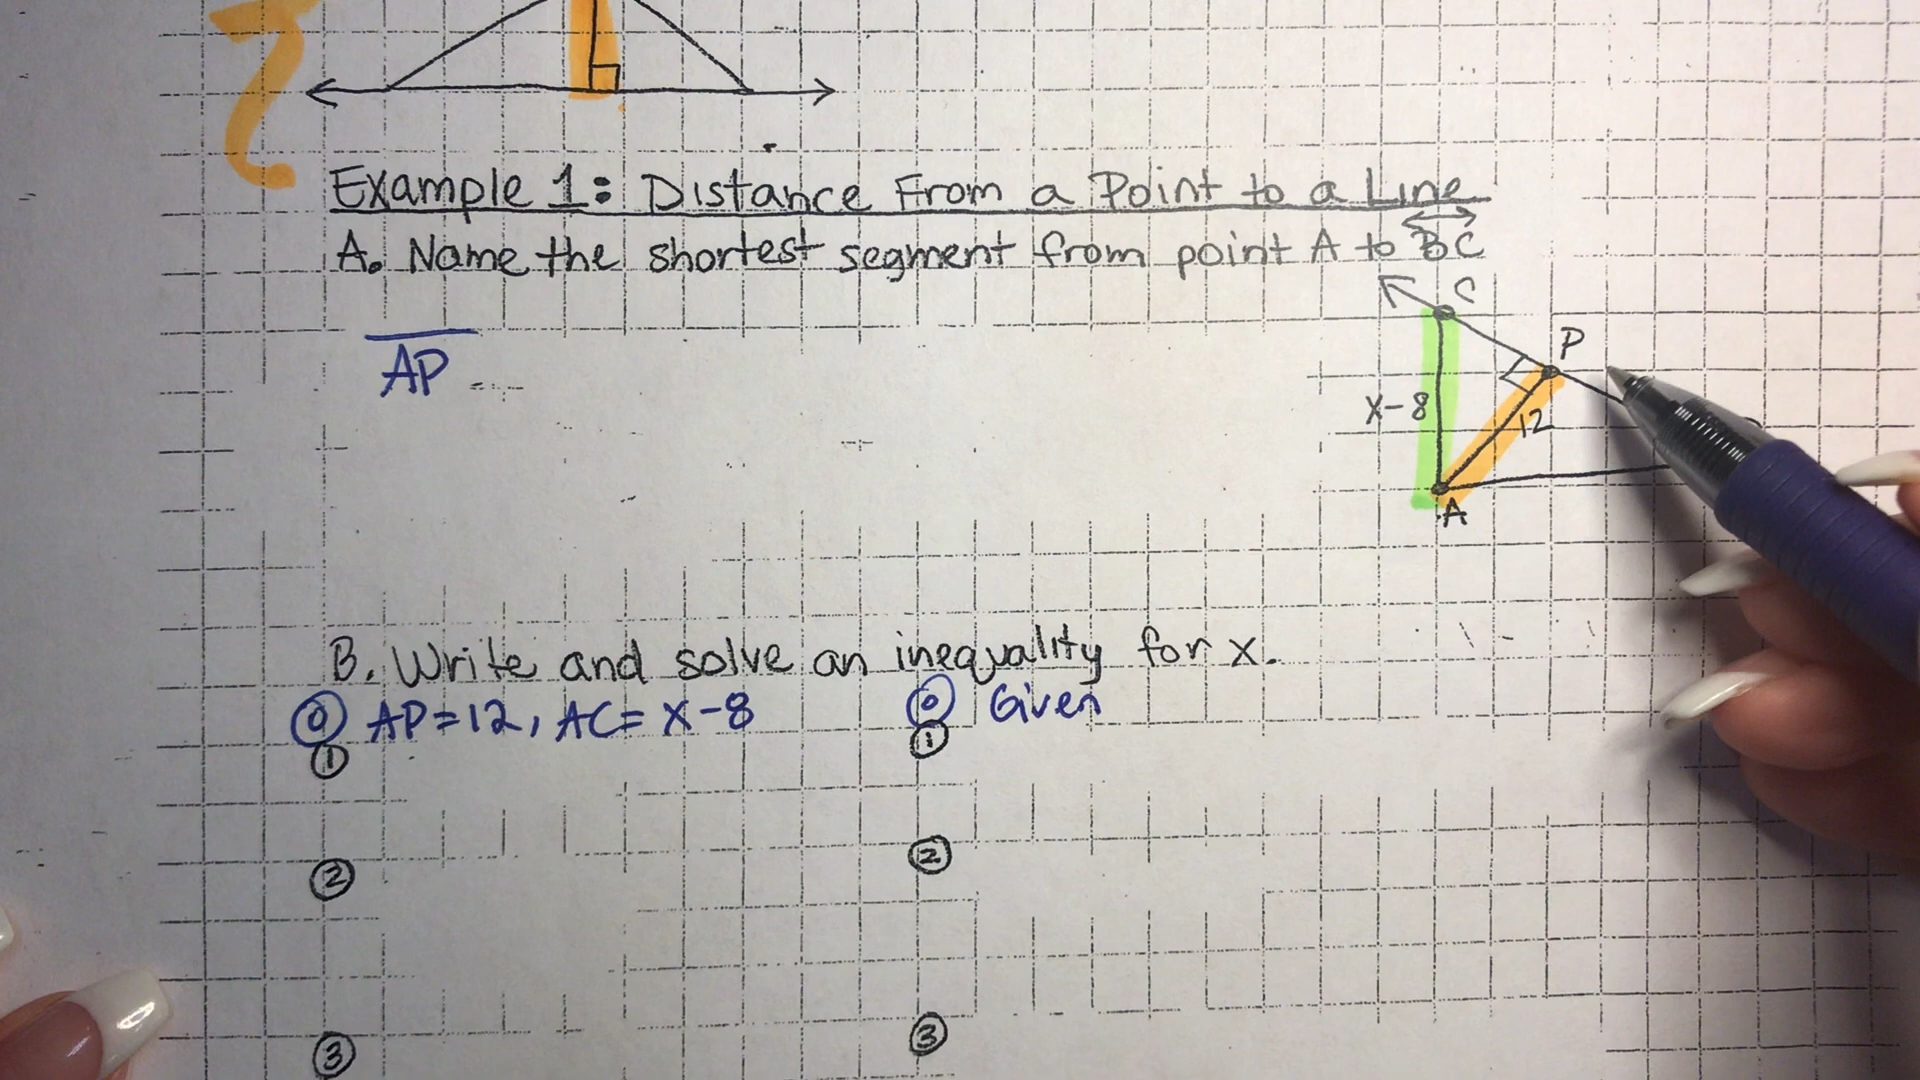 Example 1: Distance From a Point to a Line
A. Name the shortest segment from point A to BC
C
P
AP
x-8
12
A
B. Write and solve an inequality for x.
0 AP=12, AC= x-8
0 Given
1
1
2
2
3
3